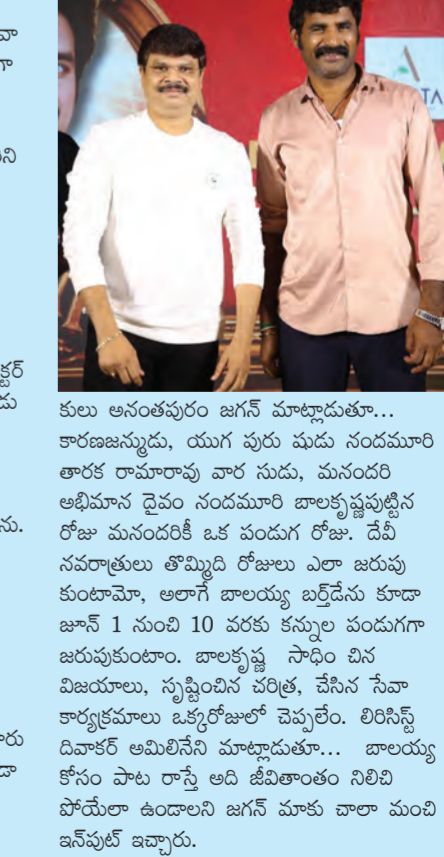 వా
గా
ని
క్టర్
డు
ను.
రు
డా
A
TA
కులు అనంతపురం జగన్ మాట్లాడుతూ...
కారణజన్ముడు, యుగ పురు షుడు నందమూరి
తారక రామారావు వార సుడు, మనందరి
అభిమాన దైవం నందమూరి బాలకృష్ణపుట్టిన
రోజు మనందరికీ ఒక పండుగ రోజు. దేవీ
నవరాత్రులు తొమ్మిది రోజులు ఎలా జరుపు
కుంటామో, అలాగే బాలయ్య బర్త్‌డేను కూడా
జూన్ 1 నుంచి 10 వరకు కన్నుల పండుగగా
జరుపుకుంటాం. బాలకృష్ణ సాధిం చిన
విజయాలు, సృష్టించిన చరిత్ర, చేసిన సేవా
కార్యక్రమాలు ఒక్కరోజులో చెప్పలేం. లిరిసిస్ట్
దివాకర్ అమిలినేని మాట్లాడుతూ... బాలయ్య
కోసం పాట రాస్తే అది జీవితాంతం నిలిచి
పోయేలా ఉండాలని జగన్ మాకు చాలా మంచి
ఇన్‌పుట్ ఇచ్చారు.